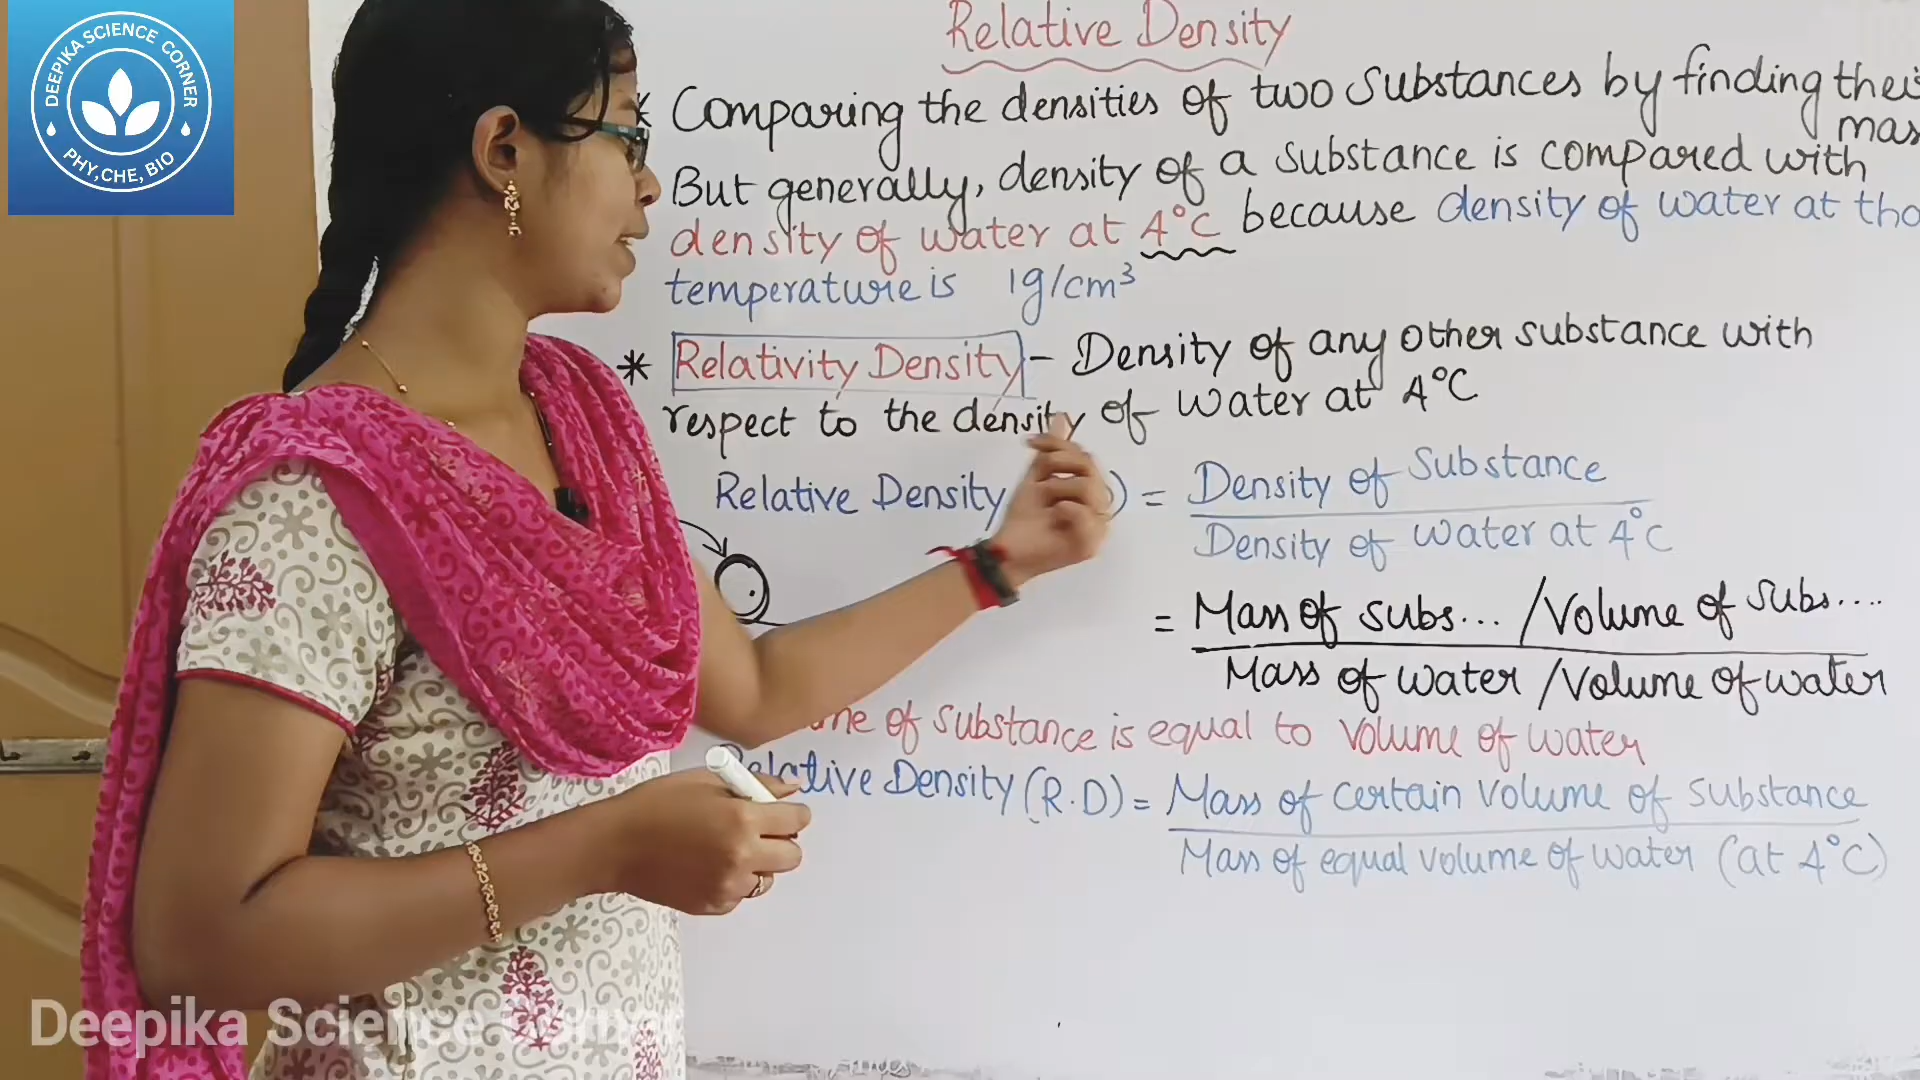 DEEPIKA SCIENCE CORNER
PHY,CHE, BIO
Relative Density
* Comparing the densities of two substances by finding their
mas
But generally, density of a substance is compared with
density of water at 4°C because density of water at tha
temperature is 1g/cm³
* Relativity Density - Density of any other substance with
respect to the density of water at 4°C
Relative Density ) = Density of Substance
Density of water at 4°C
= Mass of subs... /Volume of subs....
Mass of water /Volume of water
me of substance is equal to volume of water
Relative Density (R.D) = Mass of certain volume of substance
Mass of equal volume of water (at 4°C)
Deepika Science Corner